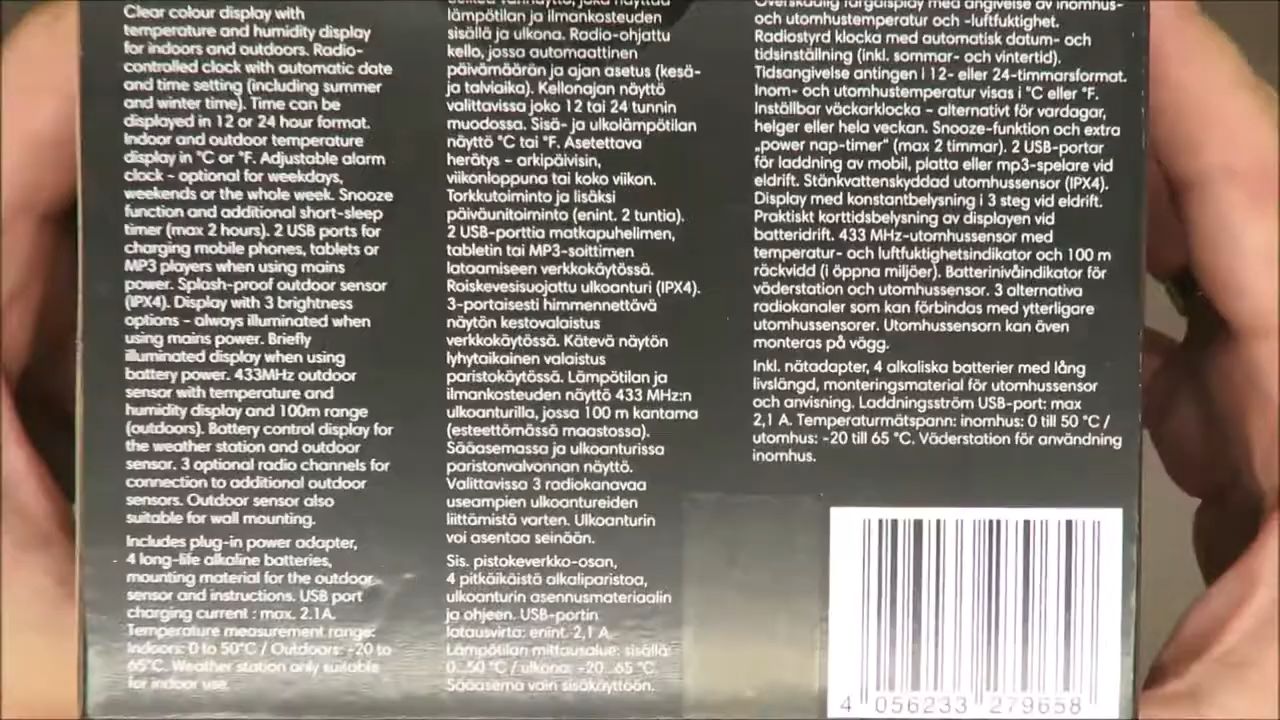 Clear colour display with
temperature and humidity display
for indoors and outdoors. Radio-
controlled clock with automatic date
and time setting (including summer
and winter time). Time can be
displayed in 12 or 24 hour format.
Indoor and outdoor temperature
display in °C or °F. Adjustable alarm
clock - optional for weekdays,
weekends or the whole week. Snooze
function and additional short-sleep
timer (max 2 hours). 2 USB ports for
charging mobile phones, tablets or
MP3 players when using mains
power. Splash-proof outdoor sensor
(IPX4). Display with 3 brightness
options – always illuminated when
using mains power. Briefly
illuminated display when using
battery power. 433MHz outdoor
sensor with temperature and
humidity display and 100m range
(outdoors). Battery control display for
the weather station and outdoor
sensor. 3 optional radio channels for
connection to additional outdoor
sensors. Outdoor sensor also
suitable for wall mounting.
Includes plug-in power adapter,
4 long-life alkaline batteries,
mounting material for the outdoor
sensor and instructions. USB port
charging current : max. 2.1A.
Temperature measurement range:
Indoors: 0 to 50°C / Outdoors: -20 to
65°C. Weather station only suitable
for indoor use.
lämpötilan ja ilmankosteuden
sisällä ja ulkona. Radio-ohjattu
kello, jossa automaattinen
päivämäärän ja ajan asetus (kesä-
ja talviaika). Kellonajan näyttö
valittavissa joko 12 tai 24 tunnin
muodossa. Sisä- ja ulkolämpötilan
näyttö °C tai °F. Asetettava
herätys – arkipäivisin,
viikonloppuna tai koko viikon.
Torkkutoiminto ja lisäksi
päiväunitoiminto (enint. 2 tuntia).
2 USB-porttia matkapuhelimen,
tabletin tai MP3-soittimen
lataamiseen verkkokäytössä.
Roiskevesisuojattu ulkoanturi (IPX4).
3-portaisesti himmennettävä
näytön kestovalaistus
verkkokäytössä. Kätevä näytön
lyhytaikainen valaistus
paristokäytössä. Lämpötilan ja
ilmankosteuden näyttö 433 MHz:n
ulkoanturilla, jossa 100 m kantama
(esteettömässä maastossa).
Sääasemassa ja ulkoanturissa
paristonvalvonnan näyttö.
Valittavissa 3 radiokanavaa
useampien ulkoantureiden
liittämistä varten. Ulkoanturin
voi asentaa seinään.
Sis. pistokeverkko-osan,
4 pitkäikäistä alkaliparistoa,
ulkoanturin asennusmateriaalin
ja ohjeen. USB-portin
latausvirta: enint. 2,1 A.
Lämpötilan mittausalue: sisällä:
0...50 °C / ulkona: -20...65 °C.
Sääasema vain sisäkäyttöön.
Överskådlig färgdisplay med angivelse av inomhus-
och utomhustemperatur och -luftfuktighet.
Radiostyrd klocka med automatisk datum- och
tidsinställning (inkl. sommar- och vintertid).
Tidsangivelse antingen i 12- eller 24-timmarsformat.
Inom- och utomhustemperatur visas i °C eller °F.
Inställbar väckarklocka – alternativt för vardagar,
helger eller hela veckan. Snooze-funktion och extra
„power nap-timer“ (max 2 timmar). 2 USB-portar
för laddning av mobil, platta eller mp3-spelare vid
eldrift. Stänkvattenskyddad utomhussensor (IPX4).
Display med konstantbelysning i 3 steg vid eldrift.
Praktiskt korttidsbelysning av displayen vid
batteridrift. 433 MHz-utomhussensor med
temperatur- och luftfuktighetsindikator och 100 m
räckvidd (i öppna miljöer). Batterinivåindikator för
väderstation och utomhussensor. 3 alternativa
radiokanaler som kan förbindas med ytterligare
utomhussensorer. Utomhussensorn kan även
monteras på vägg.
Inkl. nätadapter, 4 alkaliska batterier med lång
livslängd, monteringsmaterial för utomhussensor
och anvisning. Laddningsström USB-port: max
2,1 A. Temperaturmätspann: inomhus: 0 till 50 °C /
utomhus: -20 till 65 °C. Väderstation för användning
inomhus.
4 056233 279658